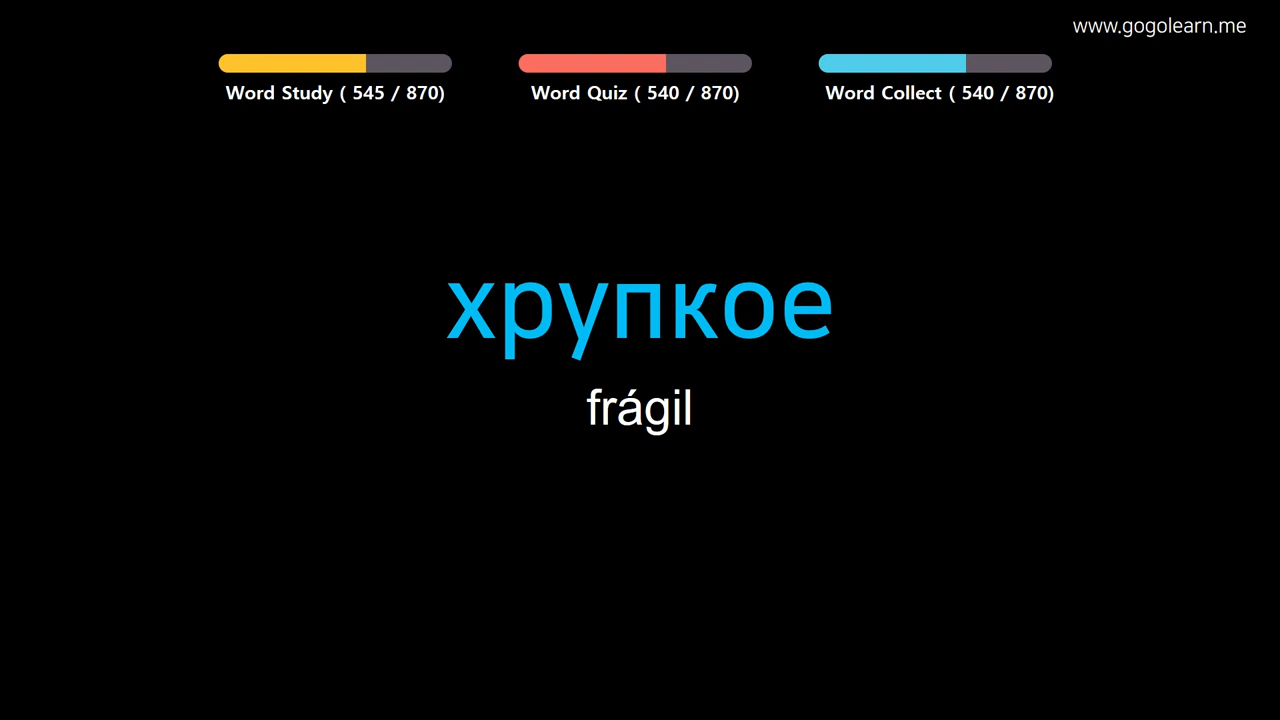 www.gogolearn.me
Word Study ( 545 / 870)
Word Quiz ( 540 / 870)
Word Collect ( 540 / 870)
хрупкое
frágil